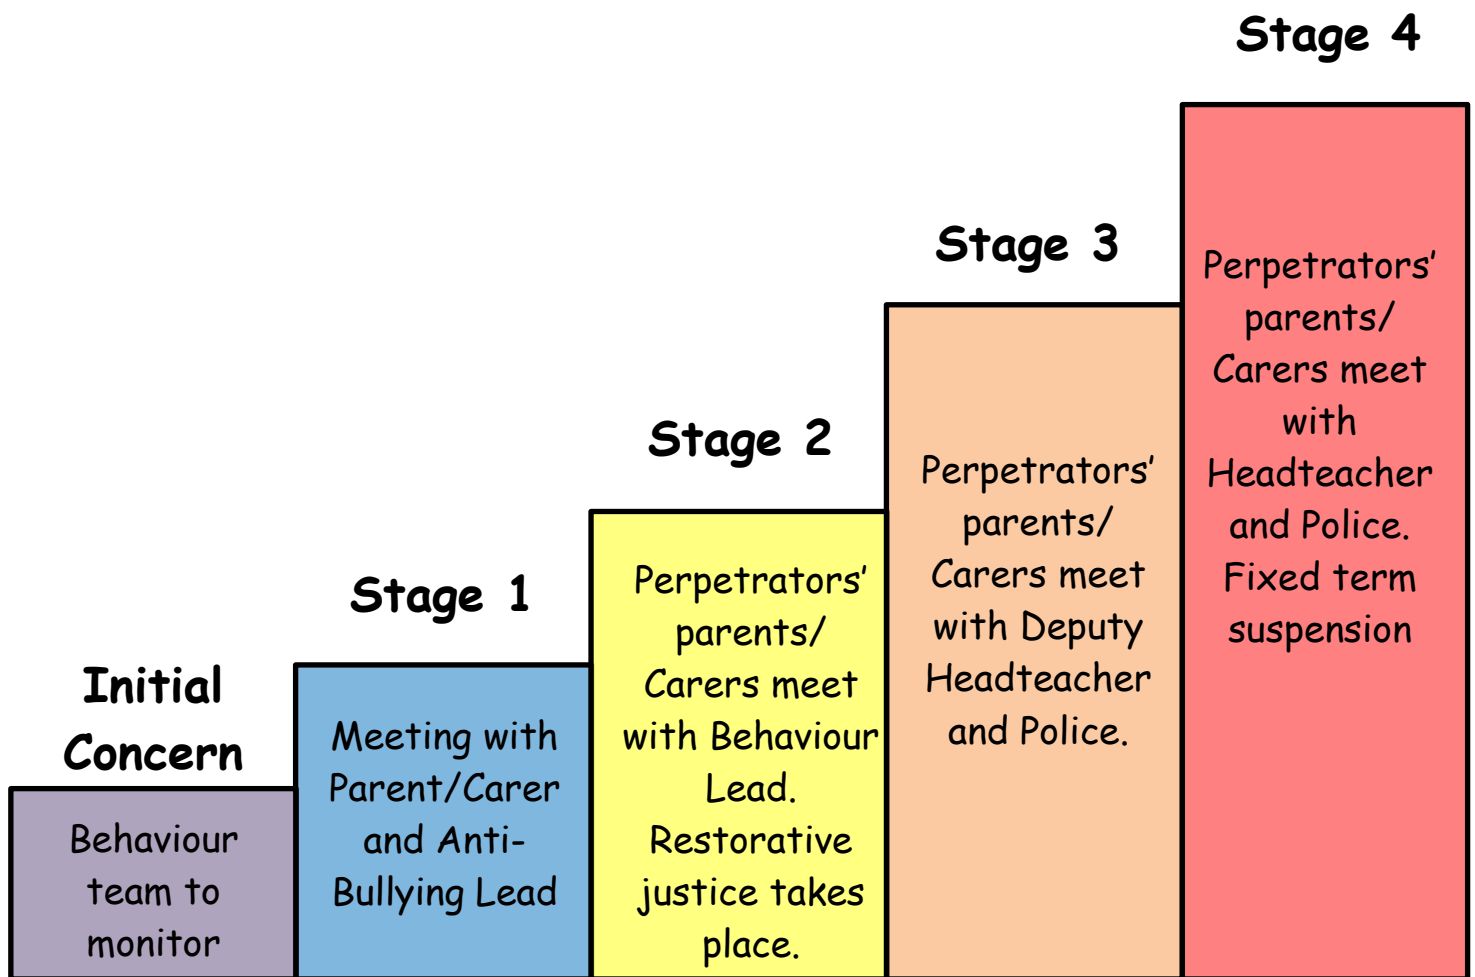 Initial
Concern
Behaviour
team to
monitor
Stage 1
Meeting with
Parent/Carer
and Anti-
Bullying Lead
Stage 2
Perpetrators’
parents/
Carers meet
with Behaviour
Lead.
Restorative
justice takes
place.
Stage 3
Perpetrators’
parents/
Carers meet
with Deputy
Headteacher
and Police.
Stage 4
Perpetrators’
parents/
Carers meet
with
Headteacher
and Police.
Fixed term
suspension